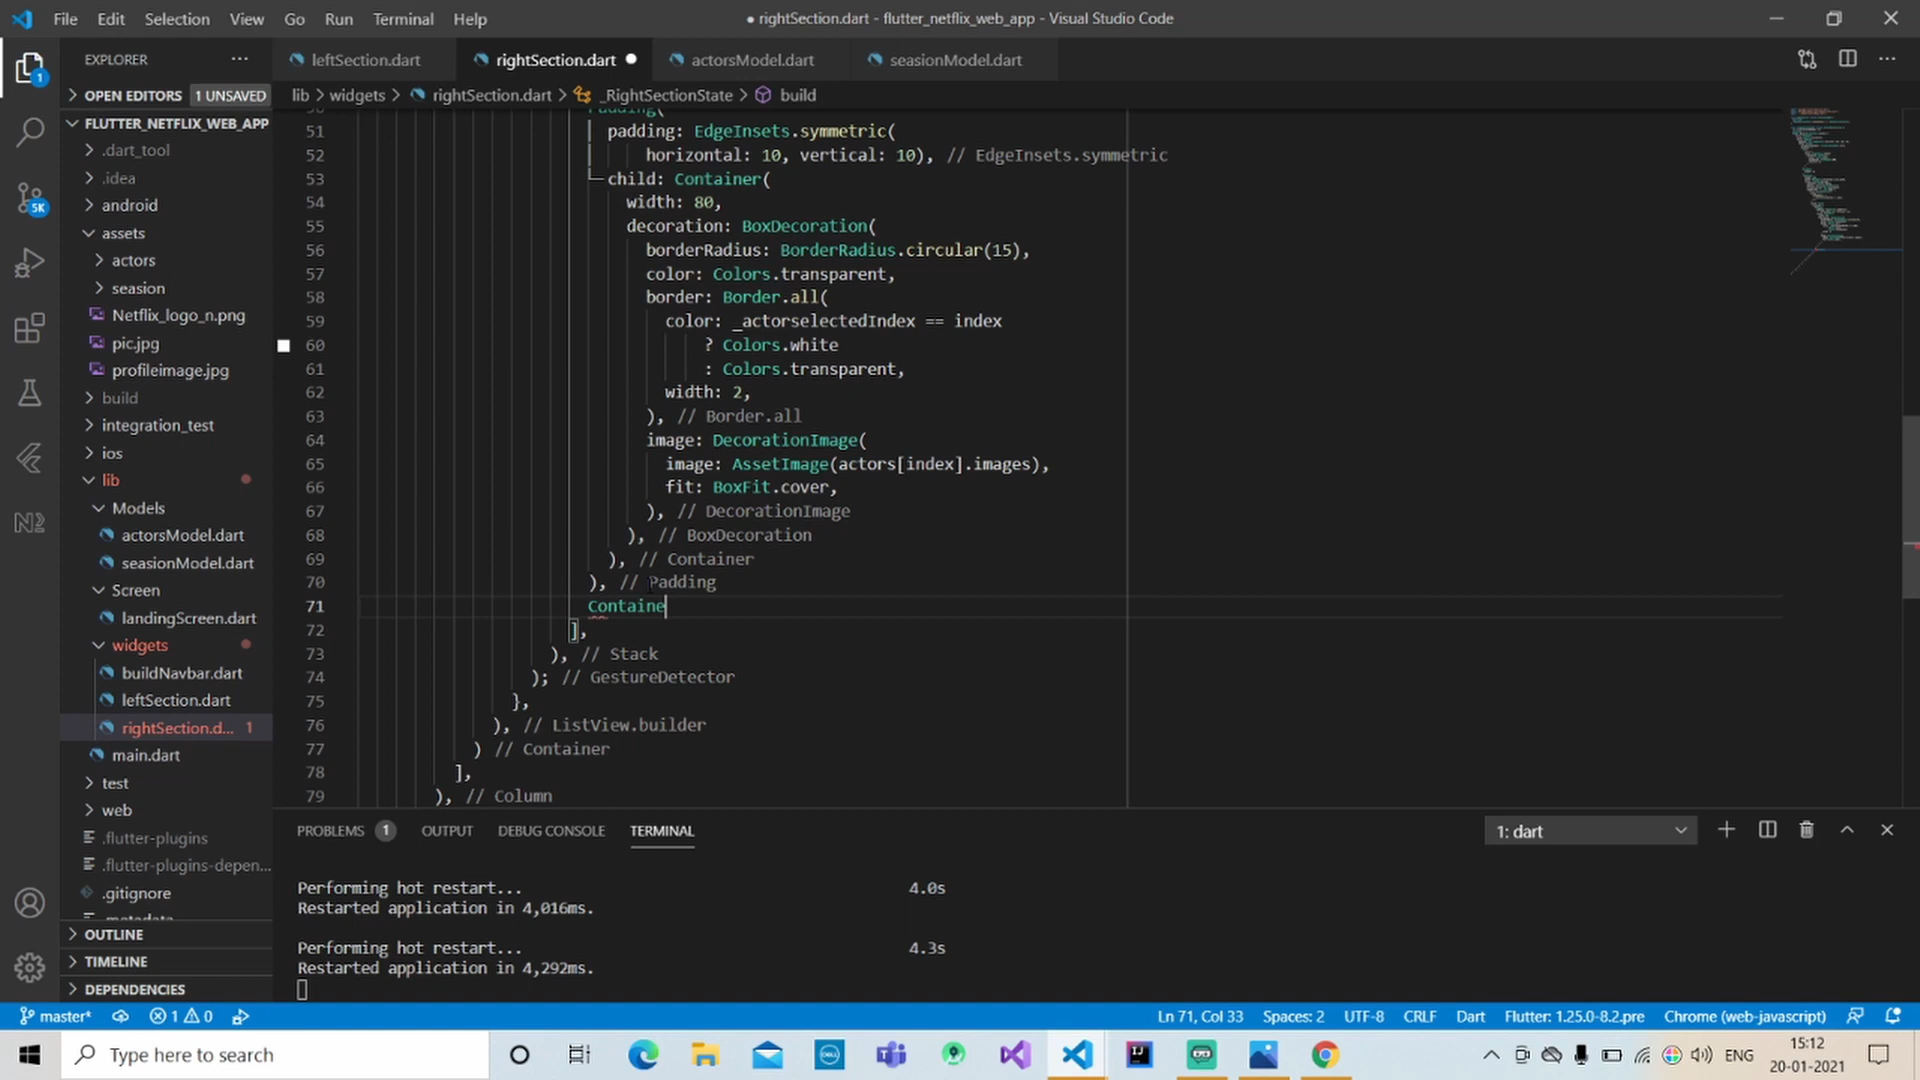 File Edit Selection View Go Run Terminal Help
● rightSection.dart - flutter_netflix_web_app - Visual Studio Code
EXPLORER
leftSection.dart rightSection.dart actorsModel.dart seasionModel.dart
OPEN EDITORS 1 UNSAVED
lib > widgets > rightSection.dart > _RightSectionState > build
FLUTTER_NETFLIX_WEB_APP
.dart_tool
.idea
android
assets
actors
seasion
Netflix_logo_n.png
pic.jpg
profileimage.jpg
build
integration_test
ios
lib
Models
actorsModel.dart
seasionModel.dart
Screen
landingScreen.dart
widgets
buildNavbar.dart
leftSection.dart
rightSection.d... 1
main.dart
test
web
.flutter-plugins
.flutter-plugins-depen...
.gitignore
.metadata
OUTLINE
TIMELINE
DEPENDENCIES
1
5K
50 Padding(
51 padding: EdgeInsets.symmetric(
52 horizontal: 10, vertical: 10), // EdgeInsets.symmetric
53 child: Container(
54 width: 80,
55 decoration: BoxDecoration(
56 borderRadius: BorderRadius.circular(15),
57 color: Colors.transparent,
58 border: Border.all(
59 color: _actorselectedIndex == index
60 ? Colors.white
61 : Colors.transparent,
62 width: 2,
63 ), // Border.all
64 image: DecorationImage(
65 image: AssetImage(actors[index].images),
66 fit: BoxFit.cover,
67 ), // DecorationImage
68 ), // BoxDecoration
69 ), // Container
70 ), // Padding
71 Containe
72 ],
73 ), // Stack
74 ); // GestureDetector
75 },
76 ), // ListView.builder
77 ) // Container
78 ],
79 ), // Column
PROBLEMS 1 OUTPUT DEBUG CONSOLE TERMINAL
1: dart
Performing hot restart... 4.0s
Restarted application in 4,016ms.
Performing hot restart... 4.3s
Restarted application in 4,292ms.
master* 1 0 Ln 71, Col 33 Spaces: 2 UTF-8 CRLF Dart Flutter: 1.25.0-8.2.pre Chrome (web-javascript)
Type here to search
DELL
ENG
15:12
20-01-2021